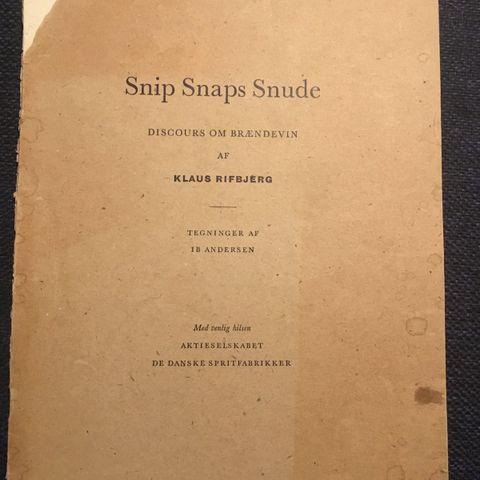 Snip Snaps Snude
DISCOURS OM BRÆNDEVIN
AF
KLAUS RIFBJERG
TEGNINGER AF
IB ANDERSEN
Med venlig hilsen
AKTIESELSKABET
DE DANSKE SPRITFABRIKKER